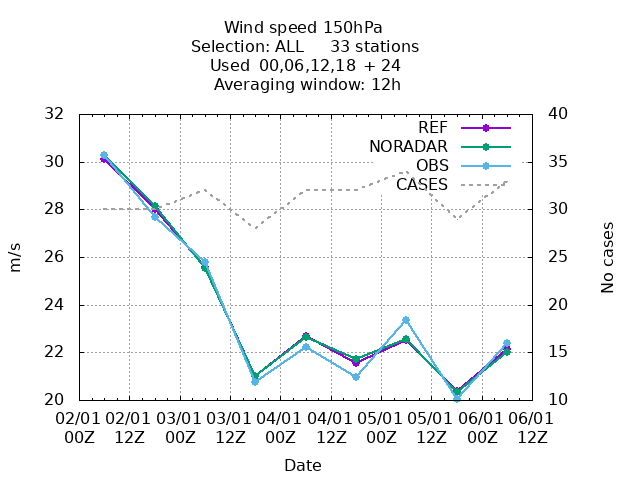 Wind speed 150hPa
Selection: ALL 33 stations
Used 00,06,12,18 + 24
Averaging window: 12h
32 40
REF
NORADAR
30 35
OBS
CASES
28 30
26 25
m/s
No cases
24 20
22 15
20 10
02/01 02/01 03/01 03/01 04/01 04/01 05/01 05/01 06/01 06/01
00Z 12Z 00Z 12Z 00Z 12Z 00Z 12Z 00Z 12Z
Date